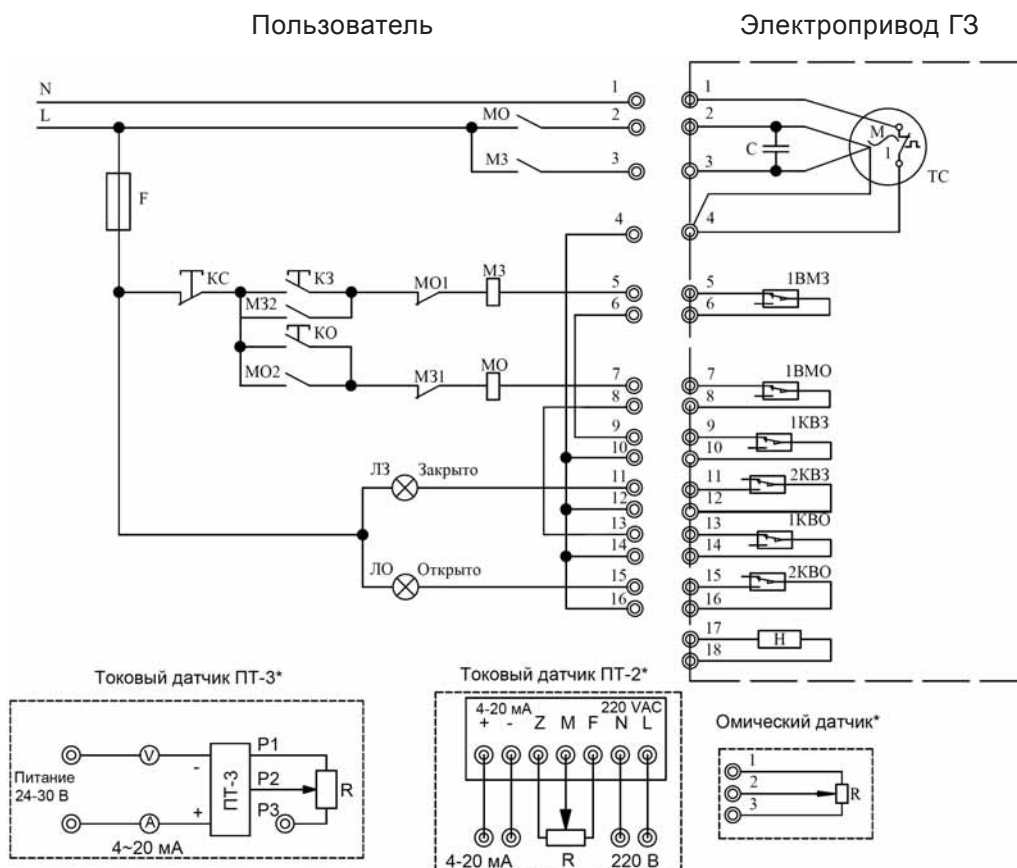 Пользователь
Электропривод ГЗ
N
L
МО
МЗ
1
2
3
4
F
КС
КЗ
МЗ2
КО
МО2
МО1
МЗ
МЗ1
МО
5
6
7
8
9
10
11
12
13
14
15
16
ЛЗ Закрыто
ЛО Открыто
1
2
3
4
C
M
1
TC
5
6
1ВМЗ
7
8
1ВМО
9
10
1КВЗ
11
12
2КВЗ
13
14
1КВО
15
16
2КВО
17
18
Н
Токовый датчик ПТ-3*
Питание
24-30 В
V
A
-
+
ПТ-3
P1
P2
P3
R
4~20 мА
Токовый датчик ПТ-2*
4-20 мА 220 VAC
+ - Z M F N L
4-20 мА R 220 В
Омический датчик*
1
2
3
R